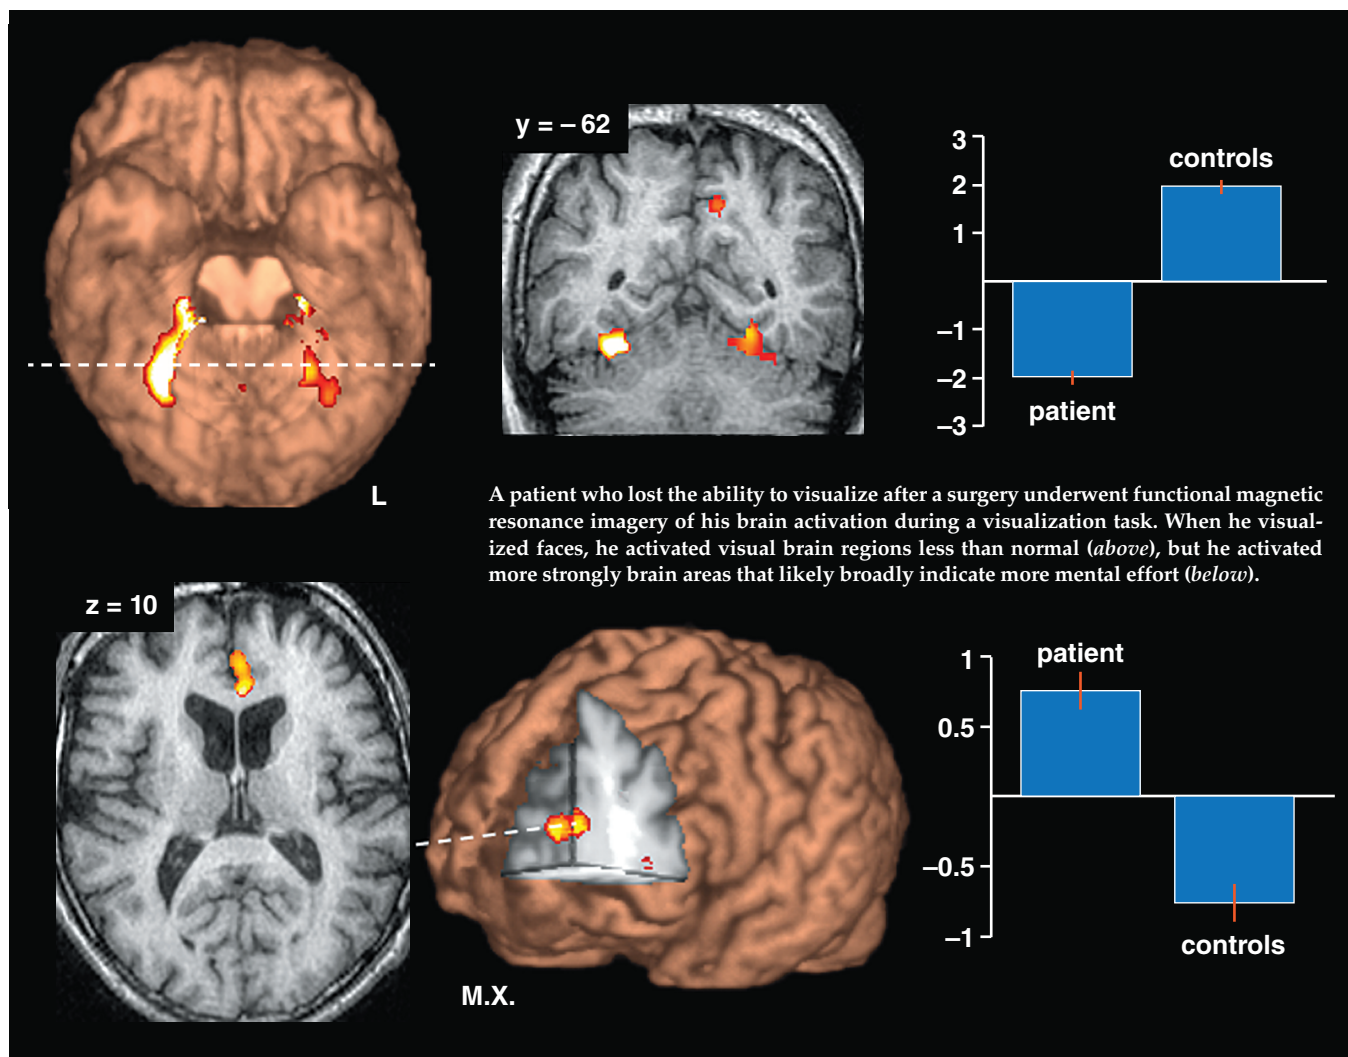 y = – 62
3
2
1
–1
–2
–3
controls
patient
L
A patient who lost the ability to visualize after a surgery underwent functional magnetic
resonance imagery of his brain activation during a visualization task. When he visual-
ized faces, he activated visual brain regions less than normal (above), but he activated
more strongly brain areas that likely broadly indicate more mental effort (below).
z = 10
M.X.
1
0.5
–0.5
–1
patient
controls